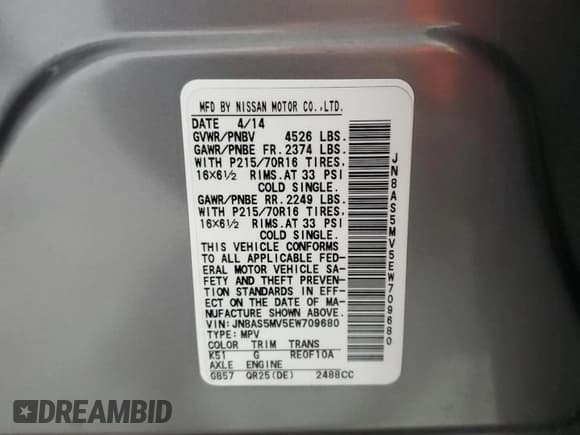 MFD BY NISSAN MOTOR CO.,LTD.
DATE 4/14
GVWR/PNBV 4526 LBS.
GAWR/PNBE FR. 2374 LBS.
WITH P215/70R16 TIRES.
16×6½ RIMS.AT 33 PSI
COLD SINGLE.
GAWR/PNBE RR. 2249 LBS.
WITH P215/70R16 TIRES.
16×6½ RIMS.AT 33 PSI
COLD SINGLE.
THIS VEHICLE CONFORMS
TO ALL APPLICABLE FED-
ERAL MOTOR VEHICLE SA-
FETY AND THEFT PREVEN-
TION STANDARDS IN EFFECT
ON THE DATE OF MA-
NUFACTURE SHOWN ABOVE.
VIN:JN8AS5MV5EW709680
TYPE:MPV
COLOR TRIM TRANS
K51 G RE0F10A
AXLE ENGINE
GB57 QR25(DE) 2488CC
JN8AS5MV5EW709680
DREAMBID